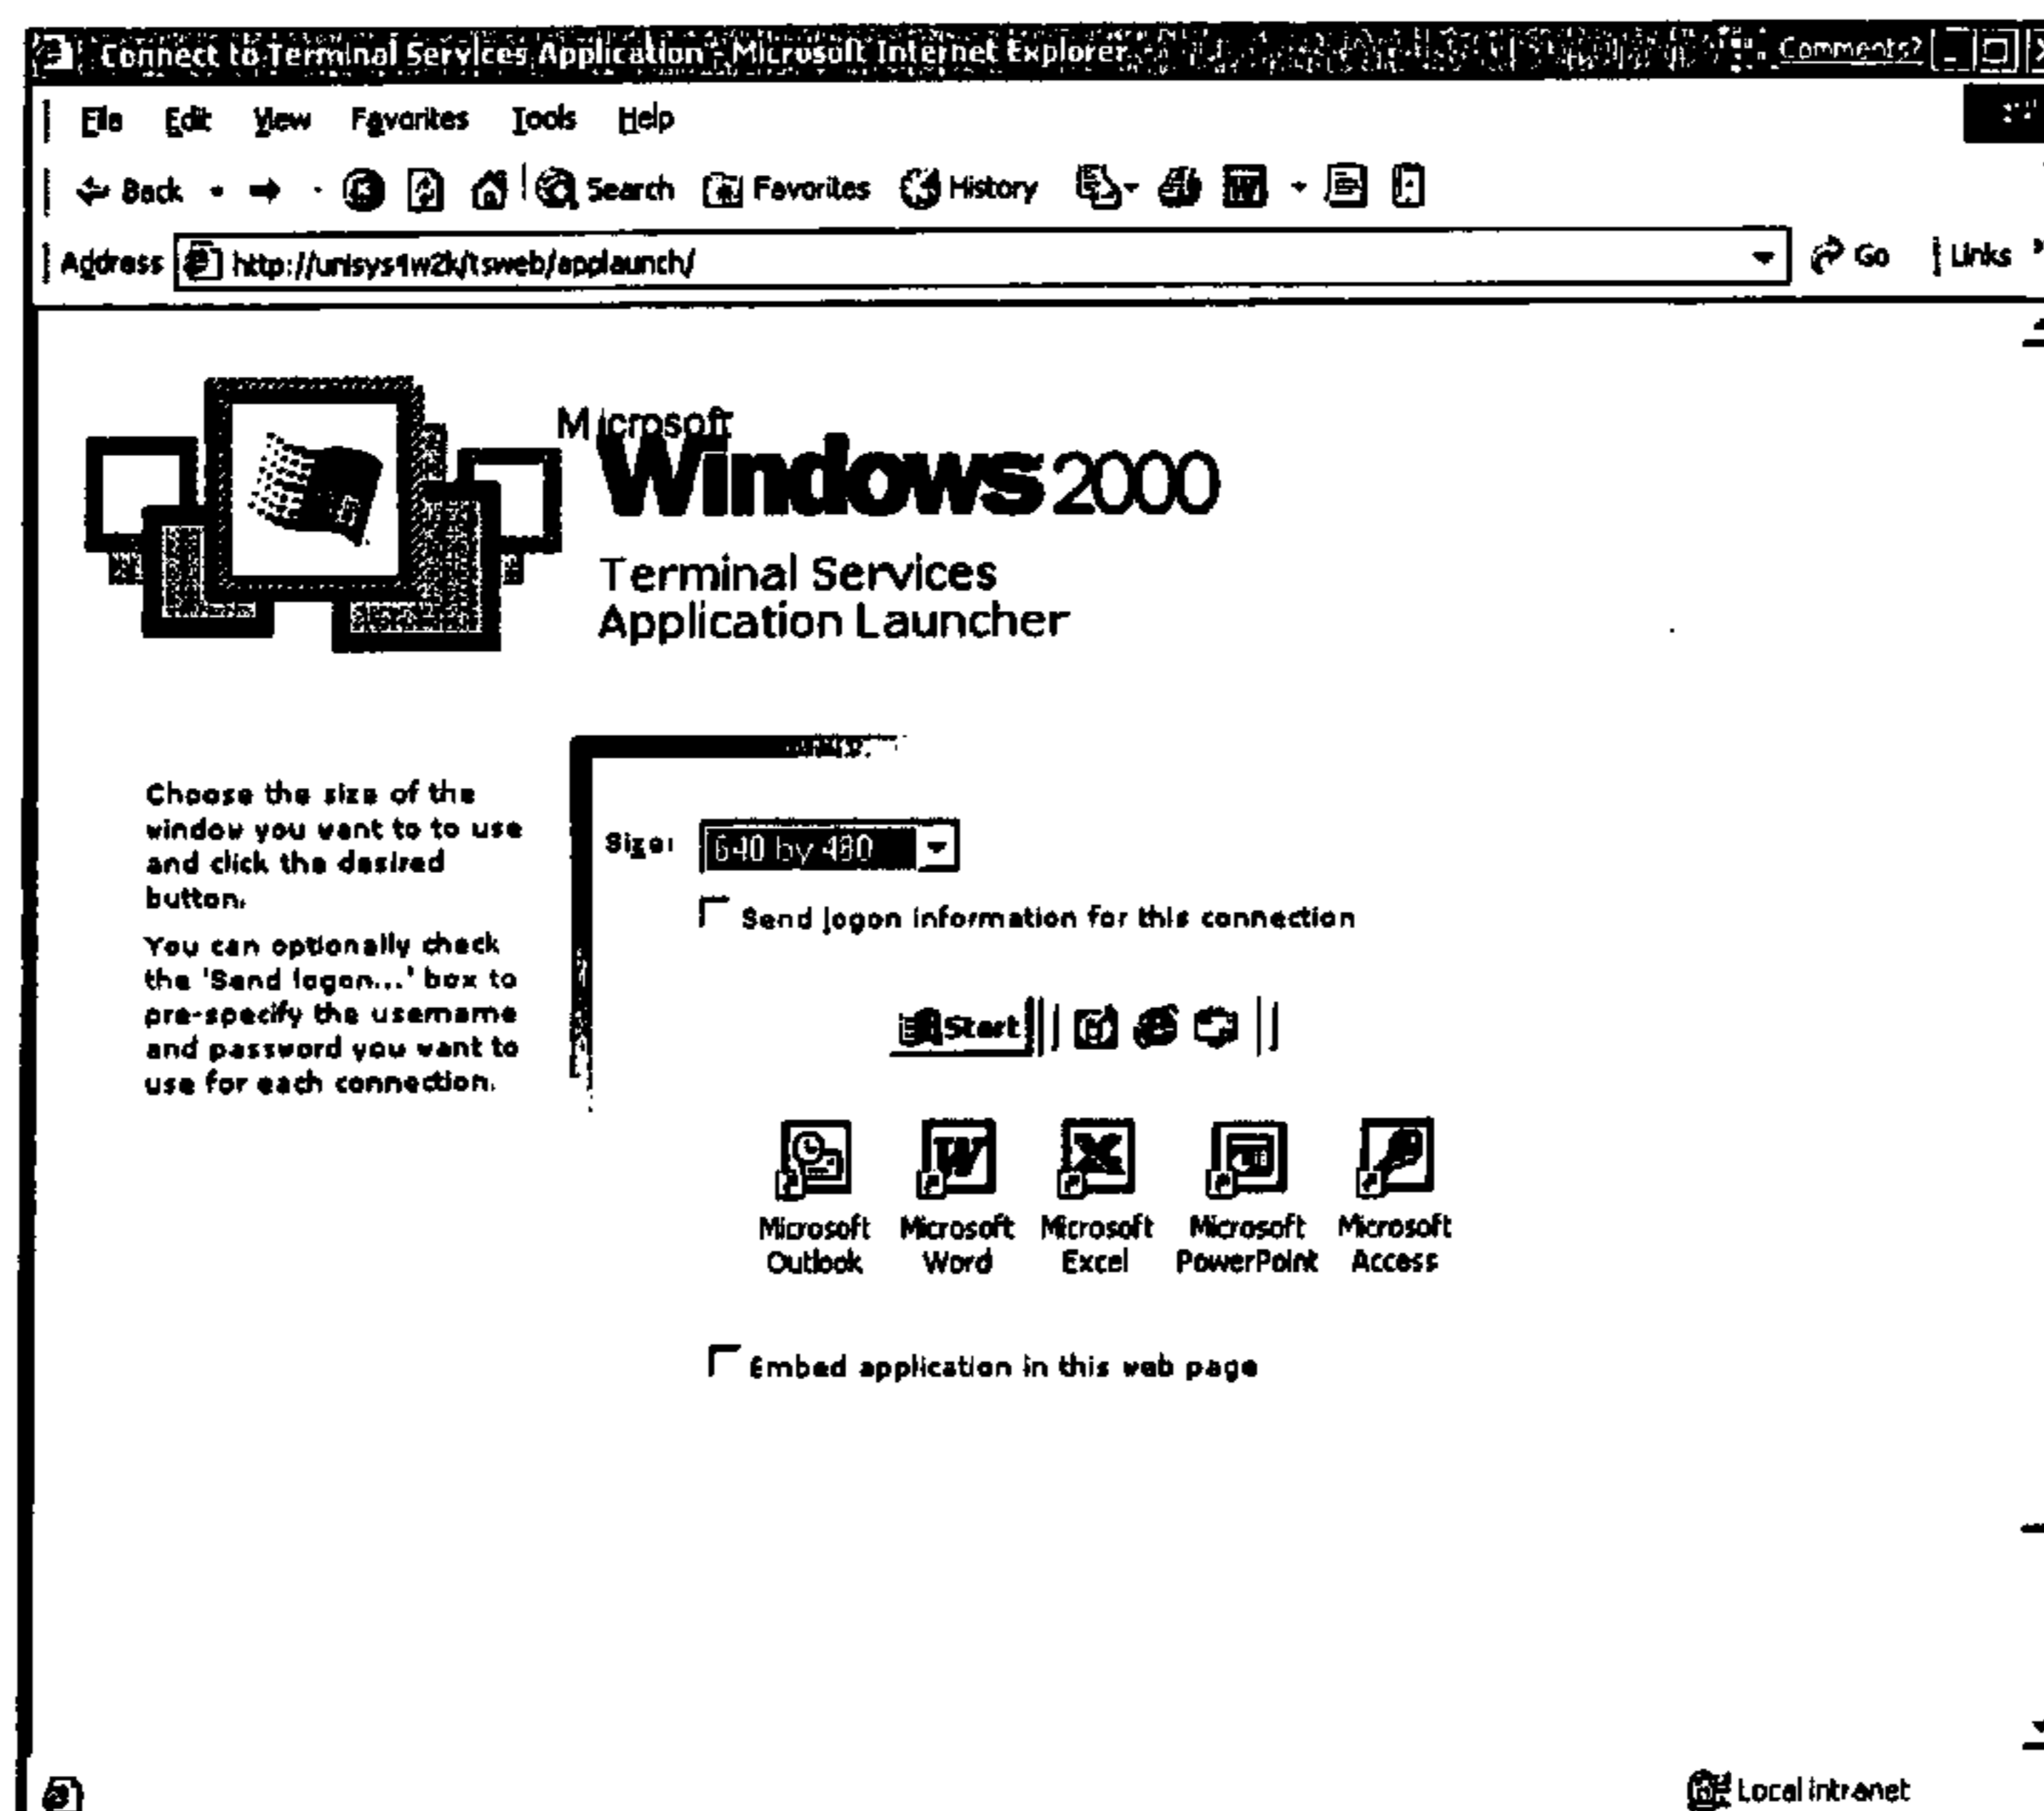 Connect to Terminal Services Application - Microsoft Internet Explorer Comments?
File Edit View Favorites Tools Help
Back Search Favorites History
Address http://unisys4w2k/tsweb/applaunch/ Go Links »
Microsoft
Windows 2000
Terminal Services
Application Launcher
Choose the size of the
window you want to to use
and click the desired
button.
You can optionally check
the 'Send logon...' box to
pre-specify the username
and password you want to
use for each connection.
Size: 640 by 480
Send logon information for this connection
Start
Microsoft Outlook
Microsoft Word
Microsoft Excel
Microsoft PowerPoint
Microsoft Access
Embed application in this web page
Local intranet